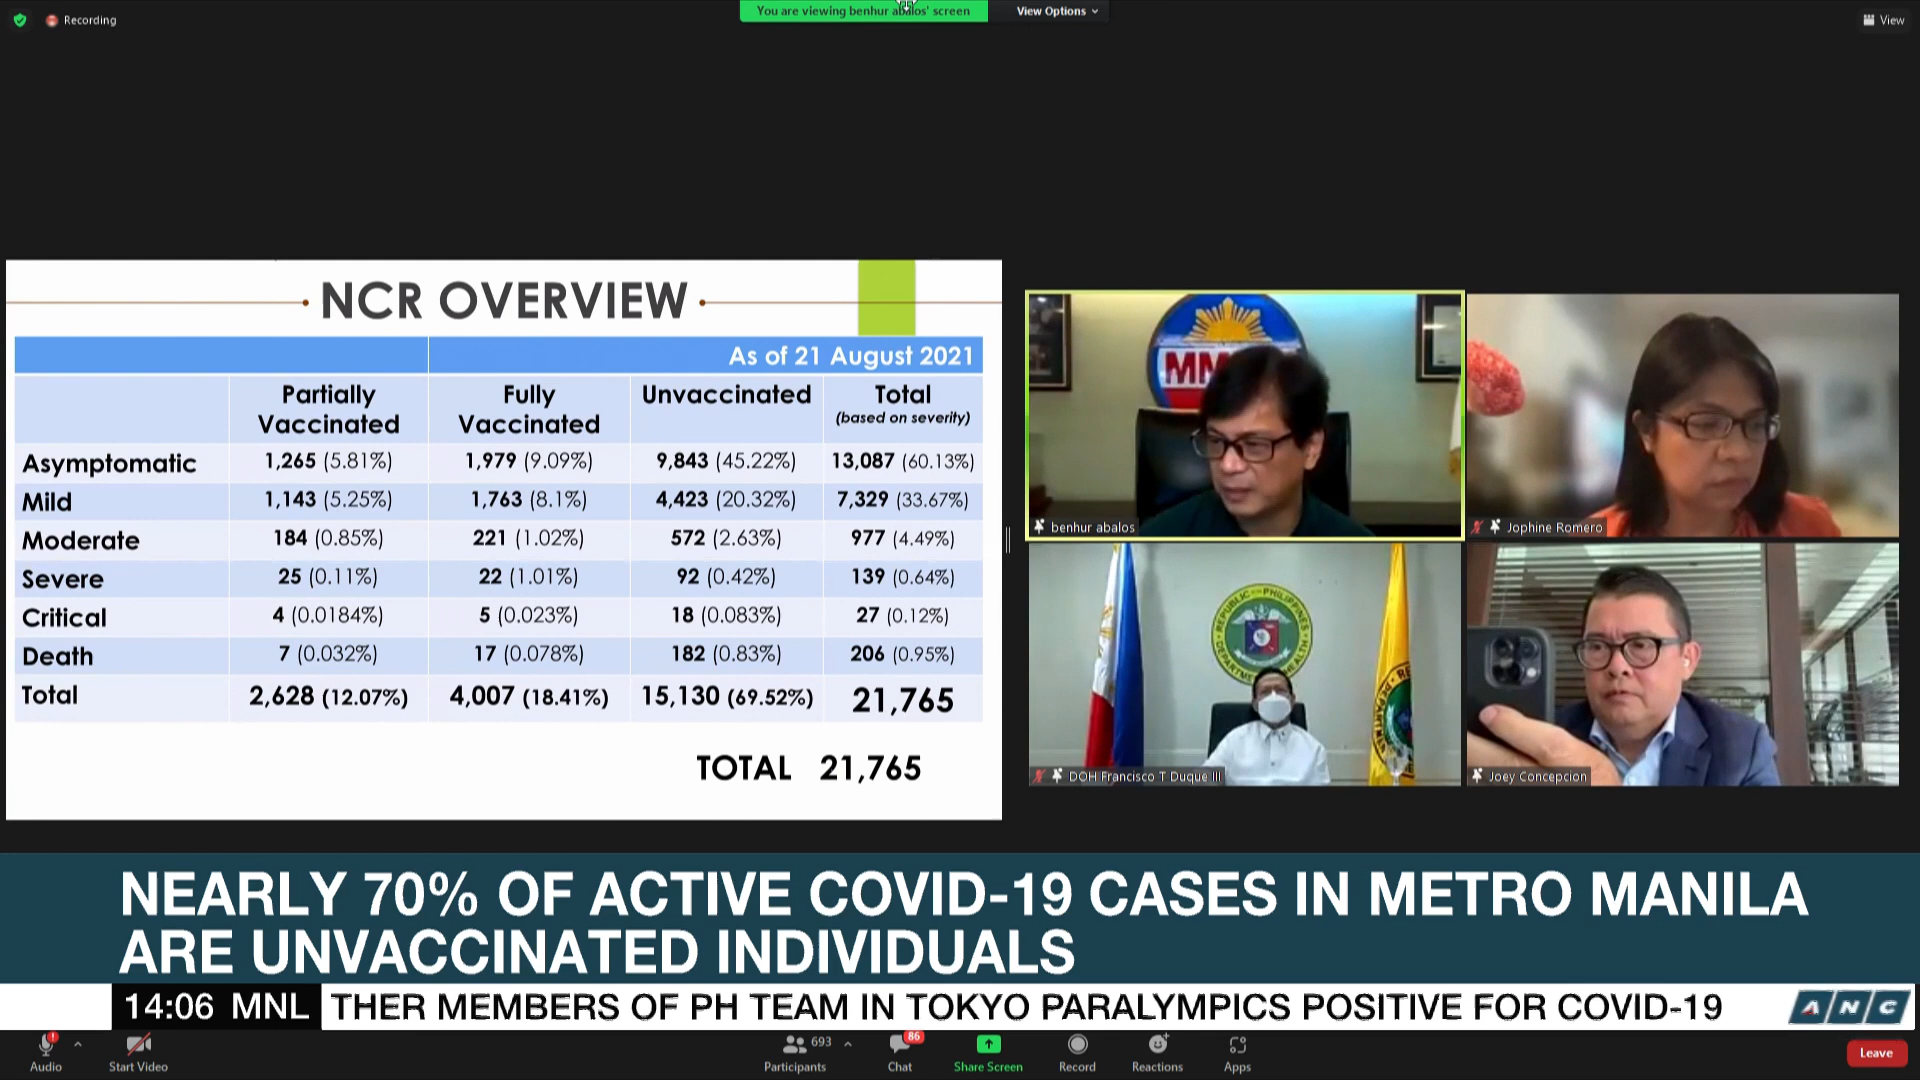 Recording
You are viewing benhur abalos' screen
View Options
View
NCR OVERVIEW
As of 21 August 2021
Partially Vaccinated
Fully Vaccinated
Unvaccinated
Total (based on severity)
Asymptomatic 1,265 (5.81%) 1,979 (9.09%) 9,843 (45.22%) 13,087 (60.13%)
Mild 1,143 (5.25%) 1,763 (8.1%) 4,423 (20.32%) 7,329 (33.67%)
Moderate 184 (0.85%) 221 (1.02%) 572 (2.63%) 977 (4.49%)
Severe 25 (0.11%) 22 (1.01%) 92 (0.42%) 139 (0.64%)
Critical 4 (0.0184%) 5 (0.023%) 18 (0.083%) 27 (0.12%)
Death 7 (0.032%) 17 (0.078%) 182 (0.83%) 206 (0.95%)
Total 2,628 (12.07%) 4,007 (18.41%) 15,130 (69.52%) 21,765
TOTAL 21,765
benhur abalos
Jophine Romero
REPUBLIC PHILIPPINES
DOH Francisco T Duque III
Joey Concepcion
NEARLY 70% OF ACTIVE COVID-19 CASES IN METRO MANILA
ARE UNVACCINATED INDIVIDUALS
14:06 MNL THER MEMBERS OF PH TEAM IN TOKYO PARALYMPICS POSITIVE FOR COVID-19
ANC
Audio
Start Video
693
Participants
86
Chat
Share Screen
Record
Reactions
Apps
Leave